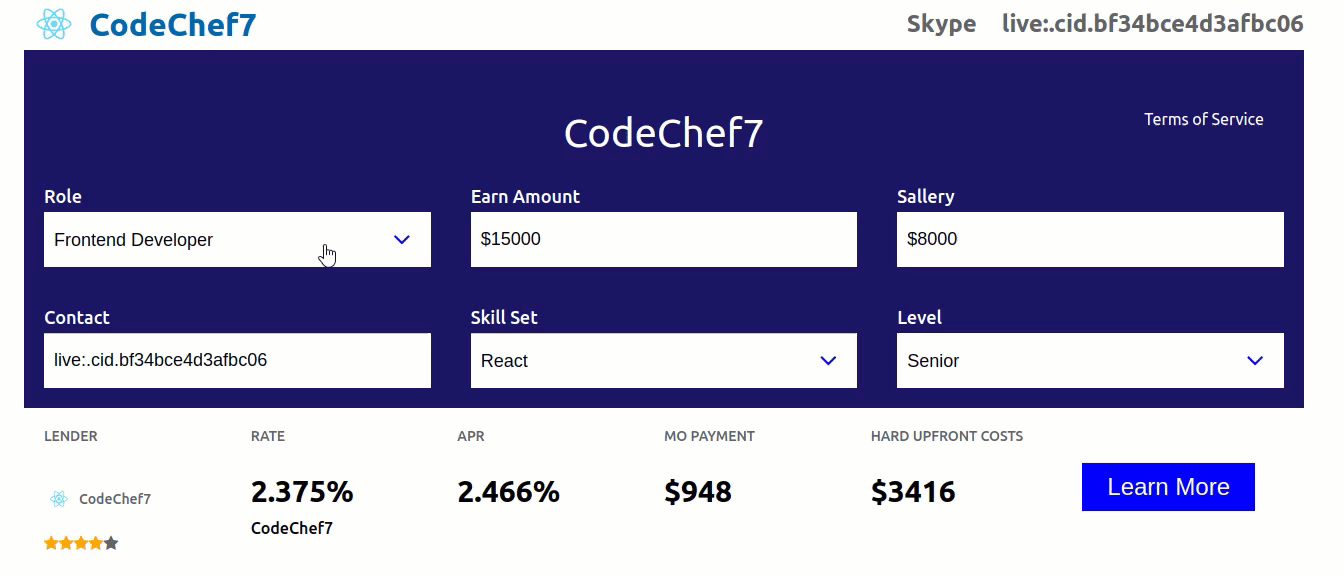 CodeChef7
Skype live:.cid.bf34bce4d3afbc06
CodeChef7
Terms of Service
Role
Earn Amount
Sallery
Frontend Developer
$15000
$8000
Contact
Skill Set
Level
live:.cid.bf34bce4d3afbc06
React
Senior
LENDER
RATE
APR
MO PAYMENT
HARD UPFRONT COSTS
CodeChef7
2.375%
CodeChef7
2.466%
$948
$3416
Learn More